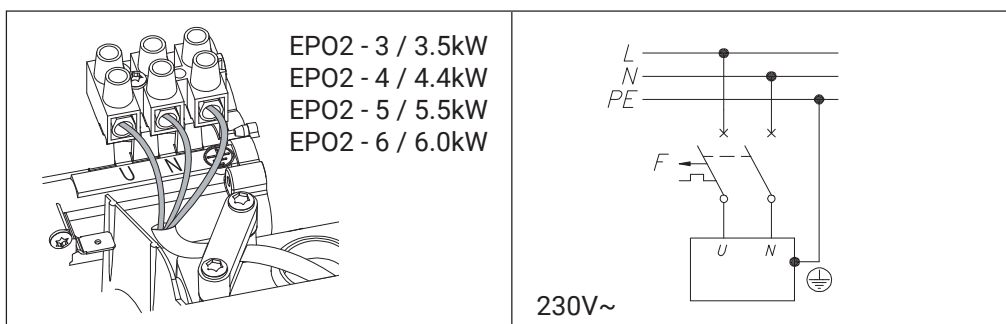 EPO2 - 3 / 3.5kW
EPO2 - 4 / 4.4kW
EPO2 - 5 / 5.5kW
EPO2 - 6 / 6.0kW
U N
L
N
PE
F
U N
230V~